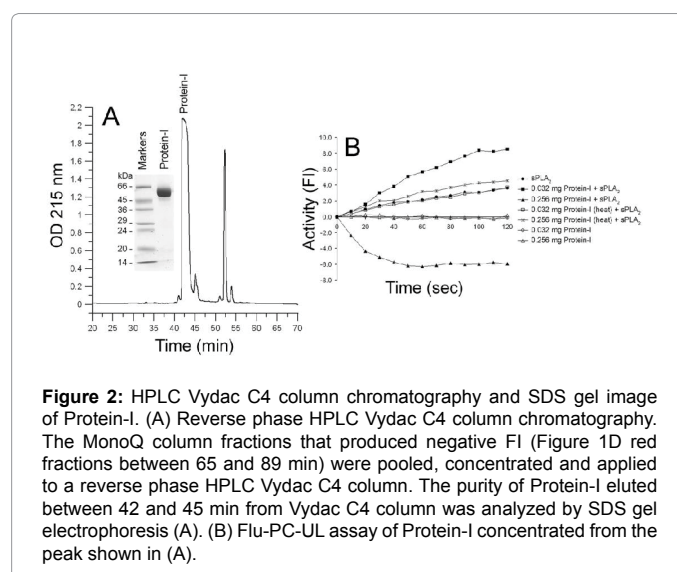 A
Protein-I
Markers
Protein-I
kDa
66
45
36
29
24
20
14
OD 215 nm
2.2
2
1.8
1.6
1.4
1.2
1
0.8
0.6
0.4
0.2
0
20 25 30 35 40 45 50 55 60 65 70
Time (min)
B
Activity (FI)
10.0
8.0
6.0
4.0
2.0
0.0
-2.0
-4.0
-6.0
-8.0
0 20 40 60 80 100 120
Time (sec)
sPLA2
0.032 mg Protein-I + sPLA2
0.256 mg Protein-I + sPLA2
0.032 mg Protein-I (heat) + sPLA2
0.256 mg Protein-I (heat) + sPLA2
0.032 mg Protein-I
0.256 mg Protein-I
Figure 2: HPLC Vydac C4 column chromatography and SDS gel image
of Protein-I. (A) Reverse phase HPLC Vydac C4 column chromatography.
The MonoQ column fractions that produced negative FI (Figure 1D red
fractions between 65 and 89 min) were pooled, concentrated and applied
to a reverse phase HPLC Vydac C4 column. The purity of Protein-I eluted
between 42 and 45 min from Vydac C4 column was analyzed by SDS gel
electrophoresis (A). (B) Flu-PC-UL assay of Protein-I concentrated from the
peak shown in (A).